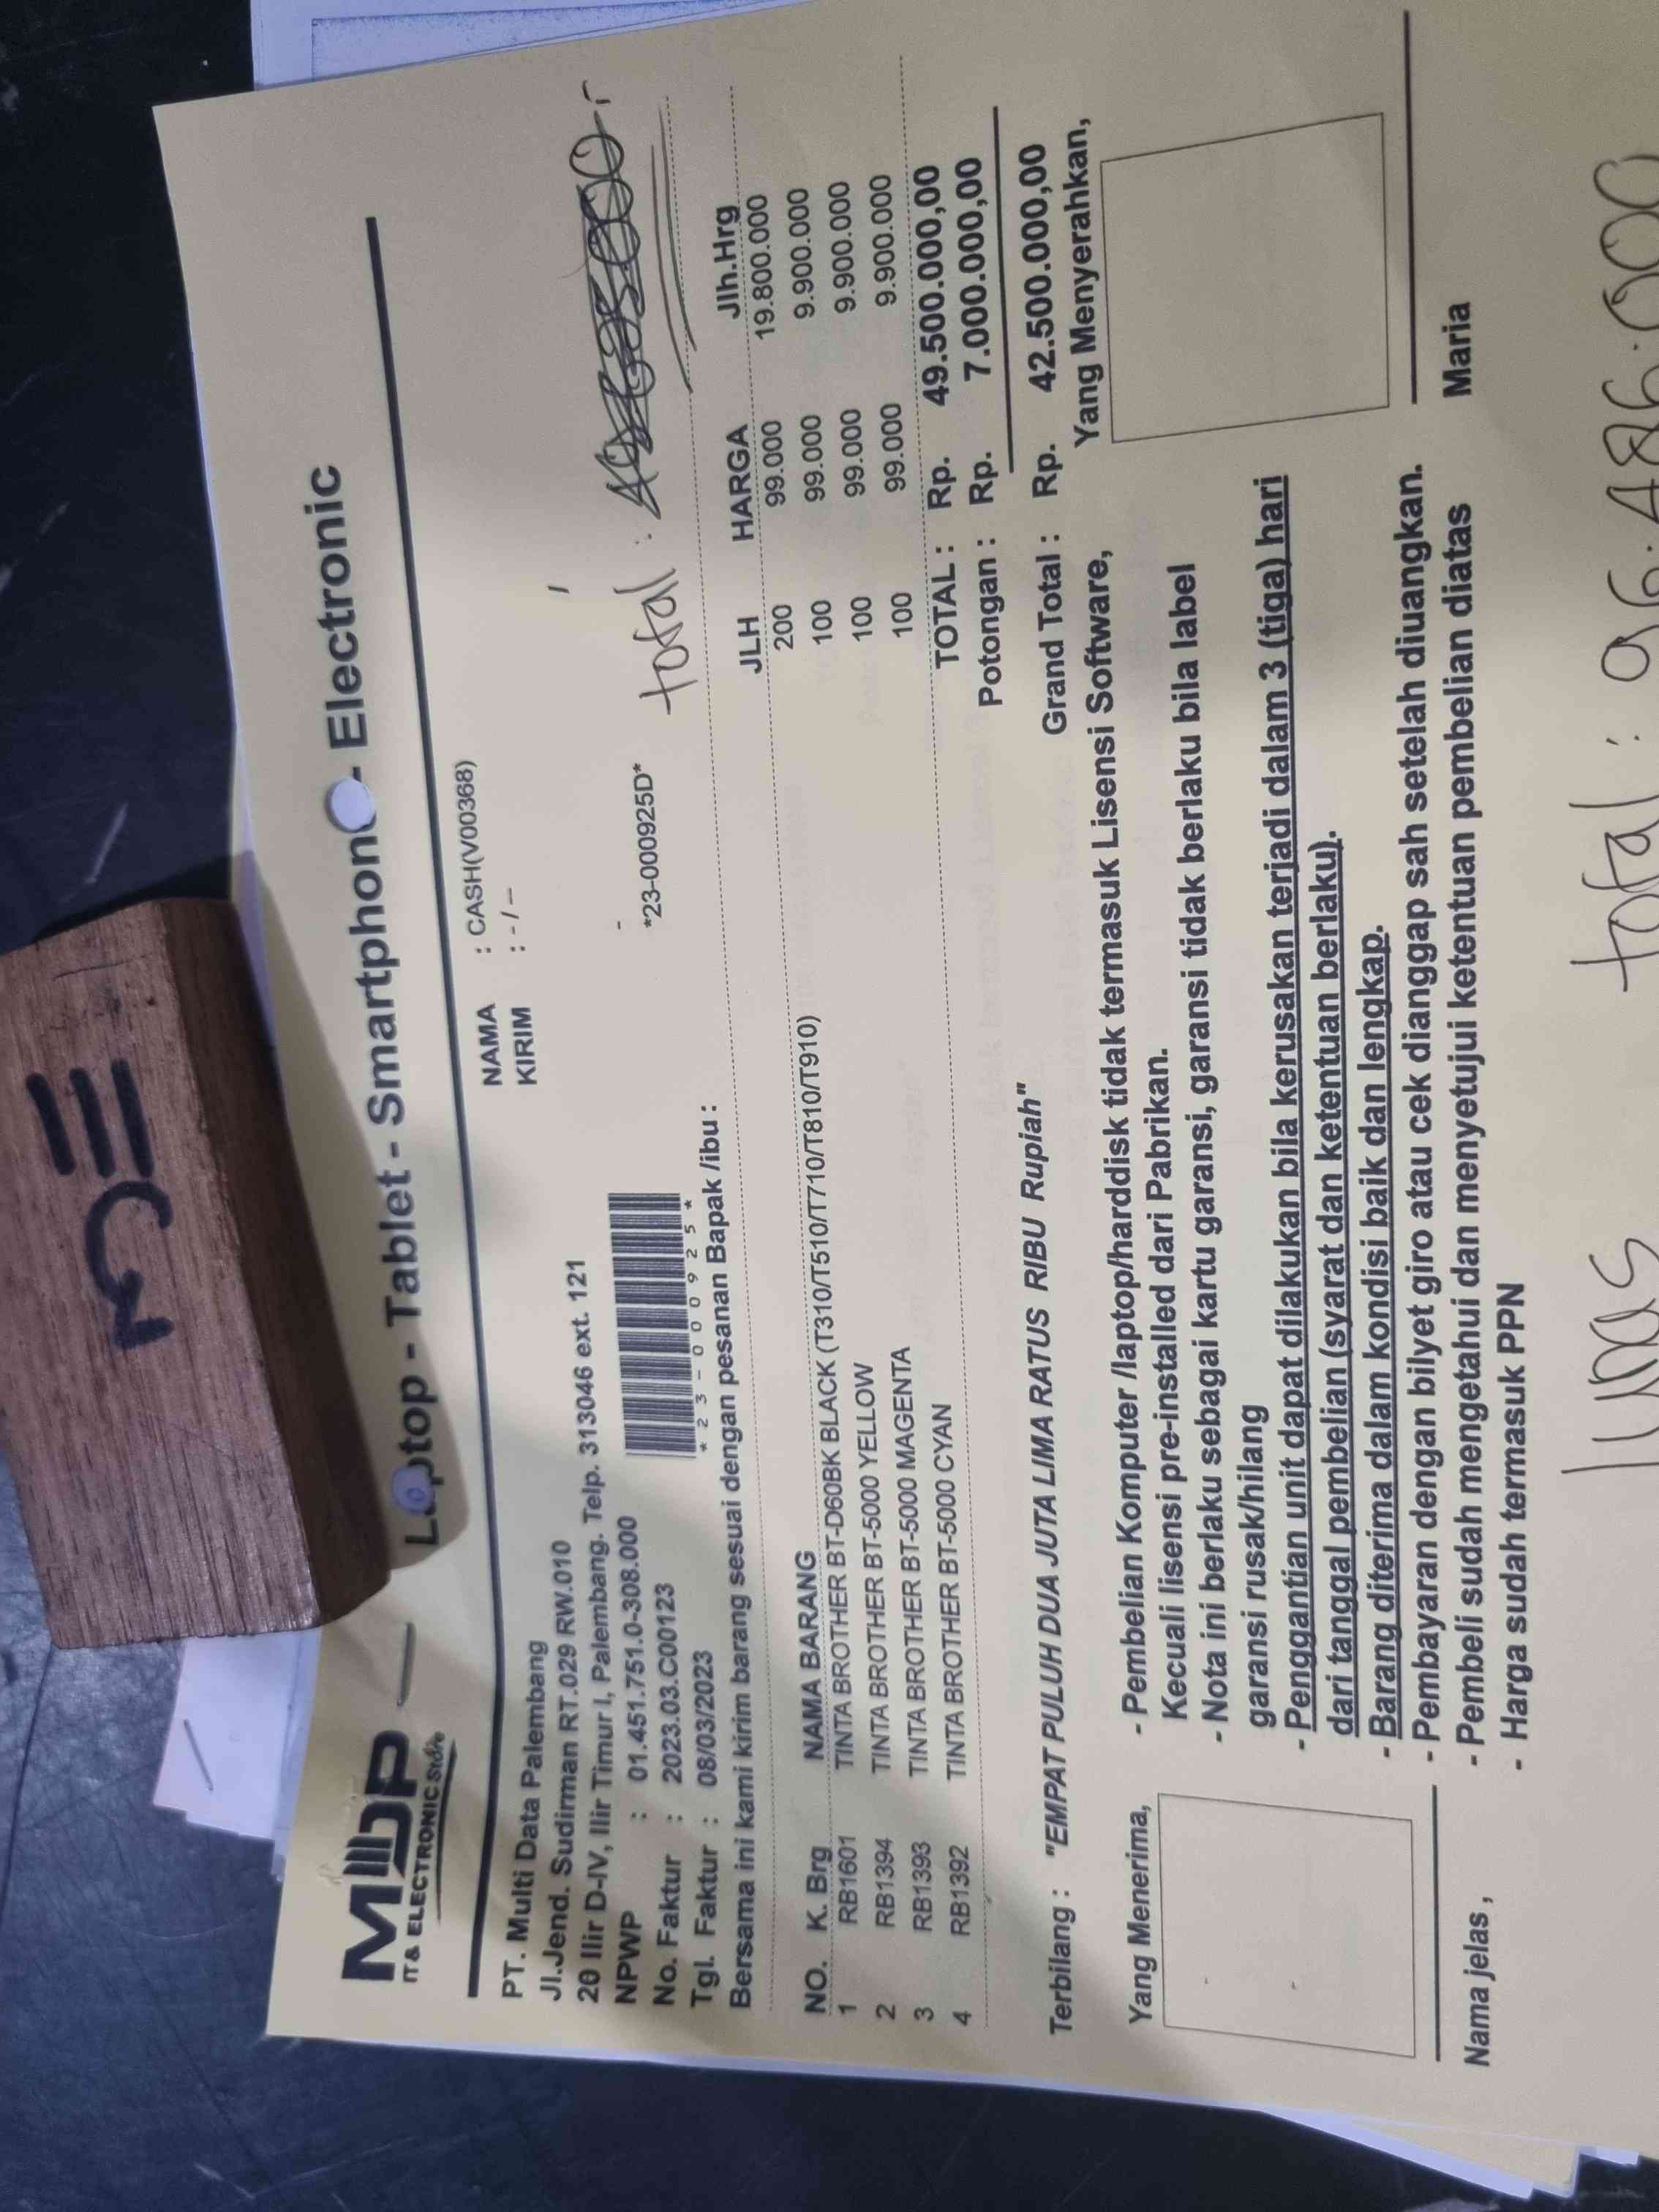 MDP
IT & ELECTRONIC Store
Laptop - Tablet - Smartphone - Electronic
PT. Multi Data Palembang
Jl.Jend. Sudirman RT.029 RW.010
20 Ilir D-IV, Ilir Timur I, Palembang. Telp. 313046 ext. 121
NPWP : 01.451.751.0-308.000
No. Faktur : 2023.03.C00123
Tgl. Faktur : 08/03/2023
NAMA : CASH(V00368)
KIRIM : - / --
-
*23-000925D*
*23-000925*
total :
Bersama ini kami kirim barang sesuai dengan pesanan Bapak /ibu :
NO. K. Brg NAMA BARANG JLH HARGA Jlh.Hrg
1 RB1601 TINTA BROTHER BT-D60BK BLACK (T310/T510/T710/T810/T910) 200 99.000 19.800.000
2 RB1394 TINTA BROTHER BT-5000 YELLOW 100 99.000 9.900.000
3 RB1393 TINTA BROTHER BT-5000 MAGENTA 100 99.000 9.900.000
4 RB1392 TINTA BROTHER BT-5000 CYAN 100 99.000 9.900.000
TOTAL : Rp. 49.500.000,00
Potongan : Rp. 7.000.000,00
Grand Total : Rp. 42.500.000,00
Terbilang : "EMPAT PULUH DUA JUTA LIMA RATUS RIBU Rupiah"
Yang Menerima,
Yang Menyerahkan,
- Pembelian Komputer /laptop/harddisk tidak termasuk Lisensi Software,
Kecuali lisensi pre-installed dari Pabrikan.
- Nota ini berlaku sebagai kartu garansi, garansi tidak berlaku bila label
garansi rusak/hilang
- Penggantian unit dapat dilakukan bila kerusakan terjadi dalam 3 (tiga) hari
dari tanggal pembelian (syarat dan ketentuan berlaku).
- Barang diterima dalam kondisi baik dan lengkap.
- Pembayaran dengan bilyet giro atau cek dianggap sah setelah diuangkan.
- Pembeli sudah mengetahui dan menyetujui ketentuan pembelian diatas
- Harga sudah termasuk PPN
Nama jelas ,
Maria
lunas total : 96.486.000